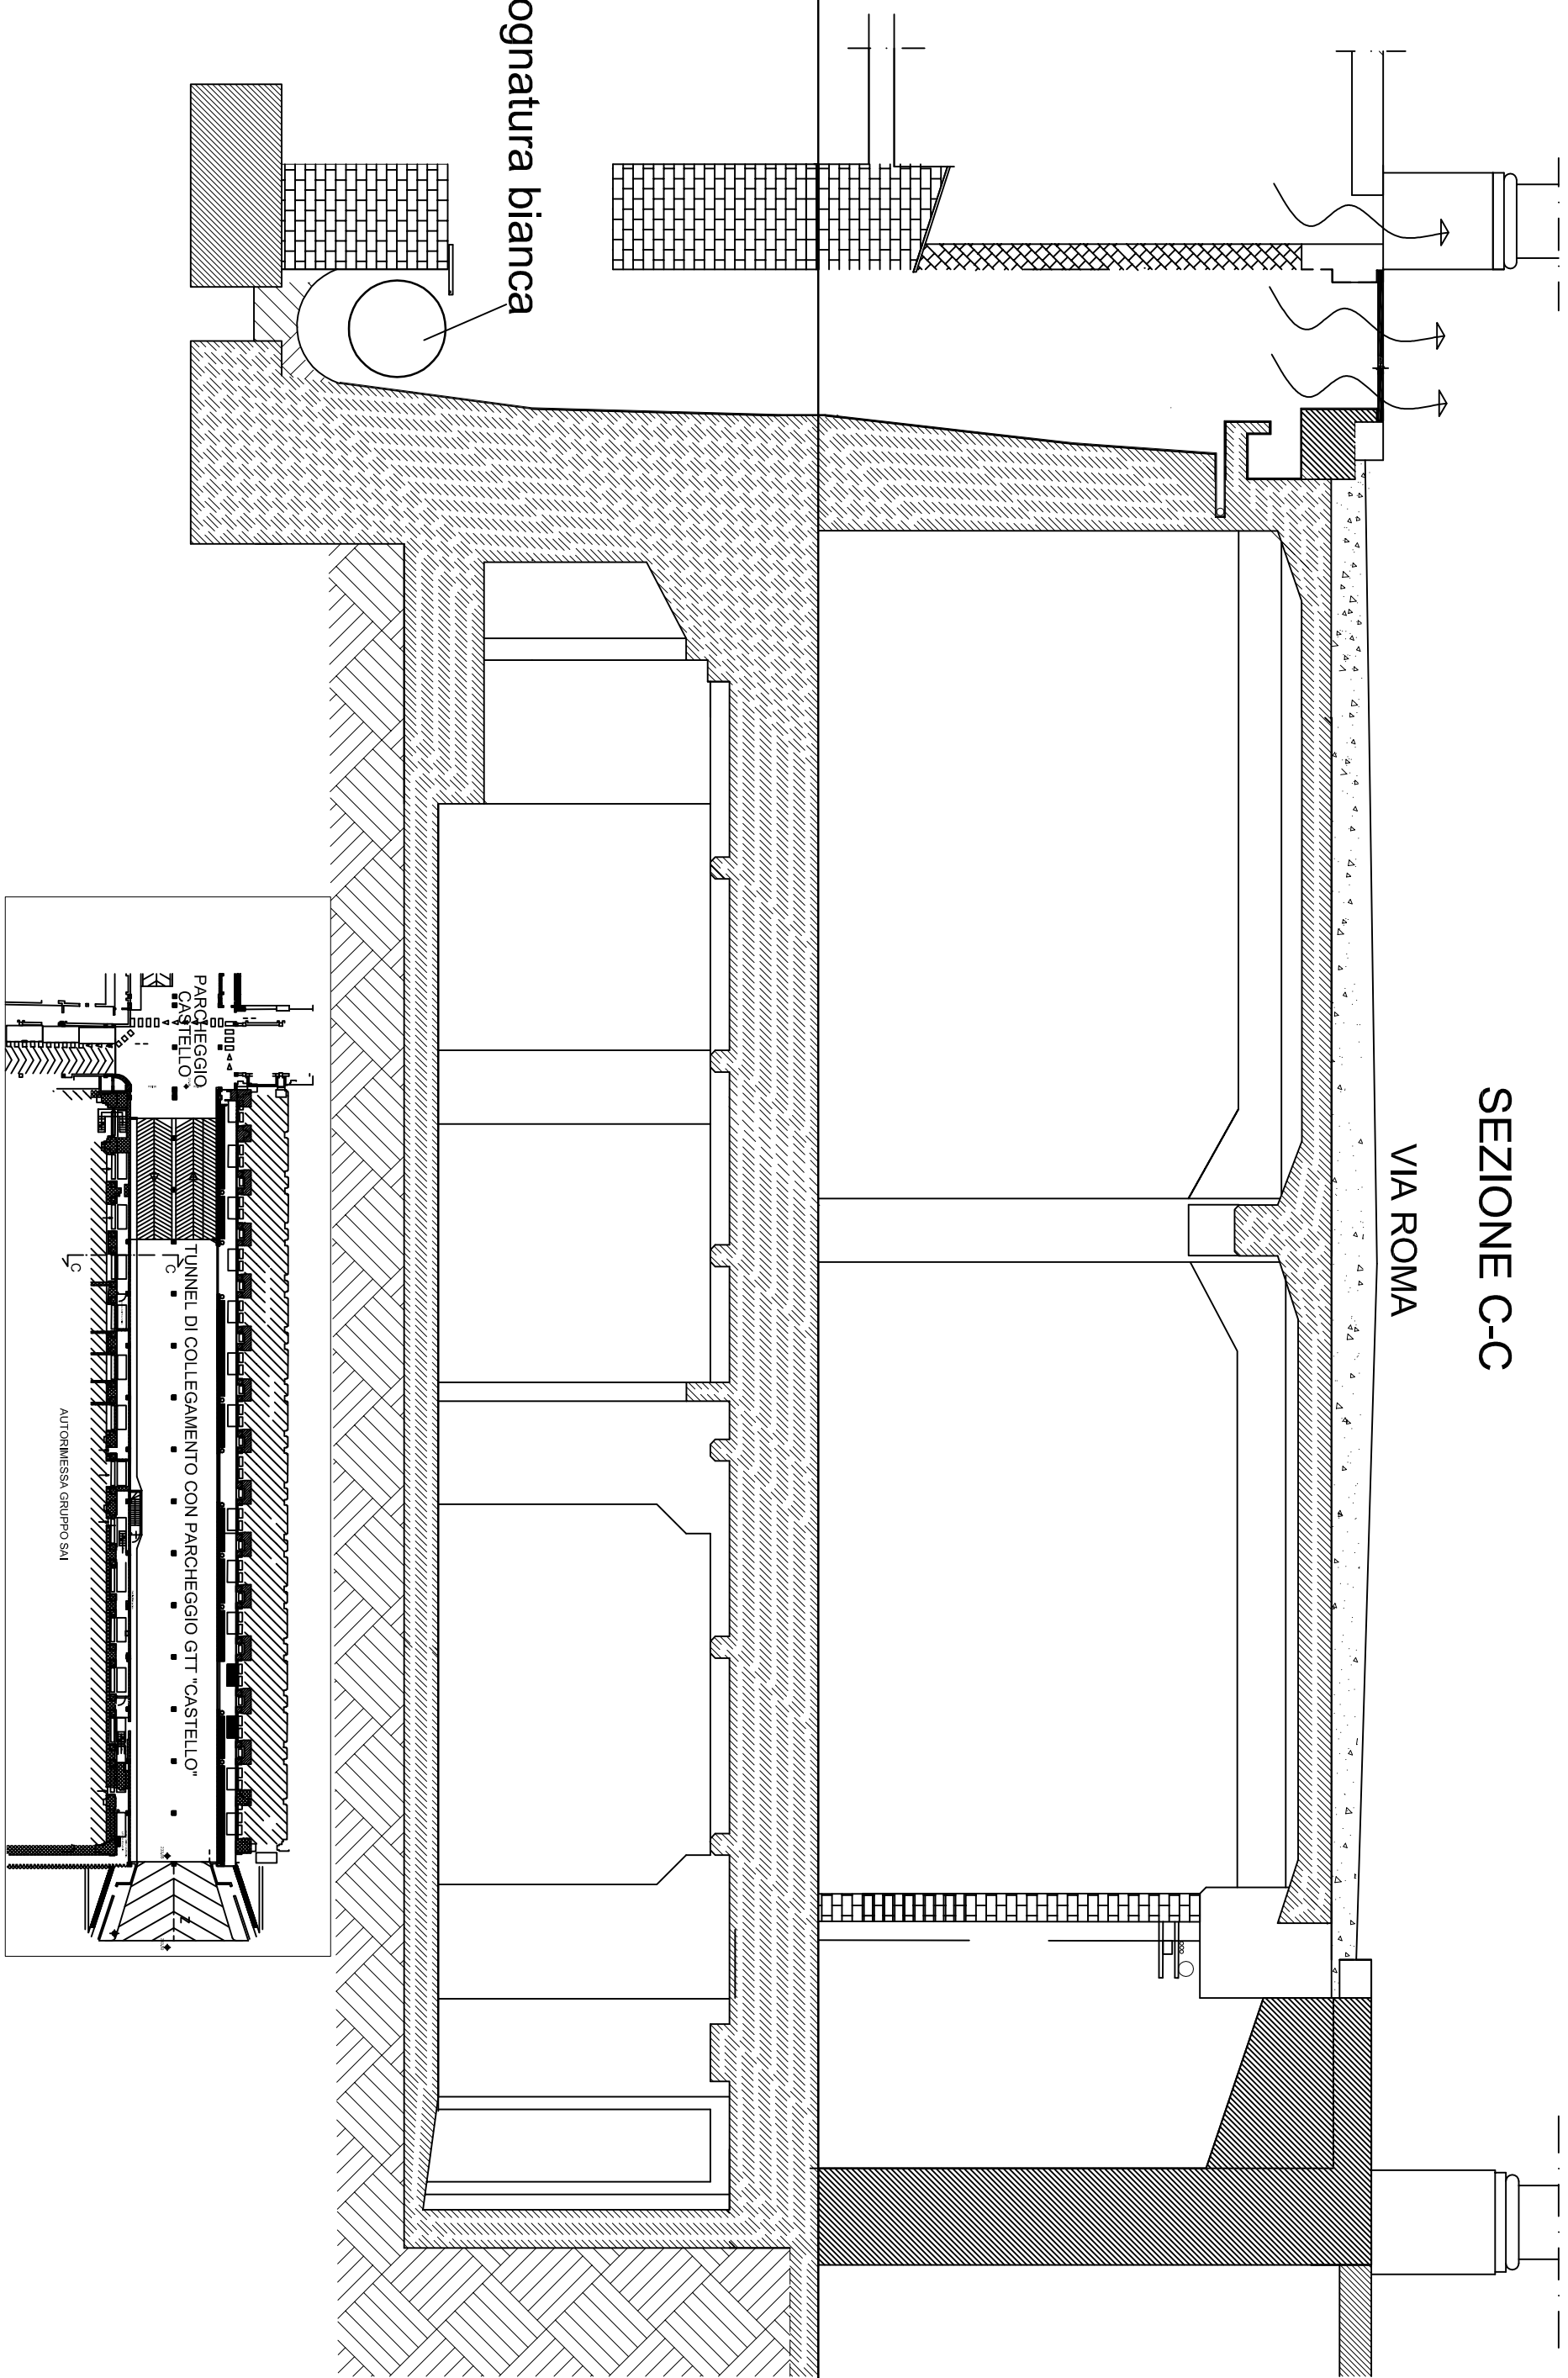 SEZIONE C-C
VIA ROMA
ognatura bianca
PARCHEGGIO
CASTELLO
TUNNEL DI COLLEGAMENTO CON PARCHEGGIO GTT "CASTELLO"
C
C
AUTORIMESSA GRUPPO SAI